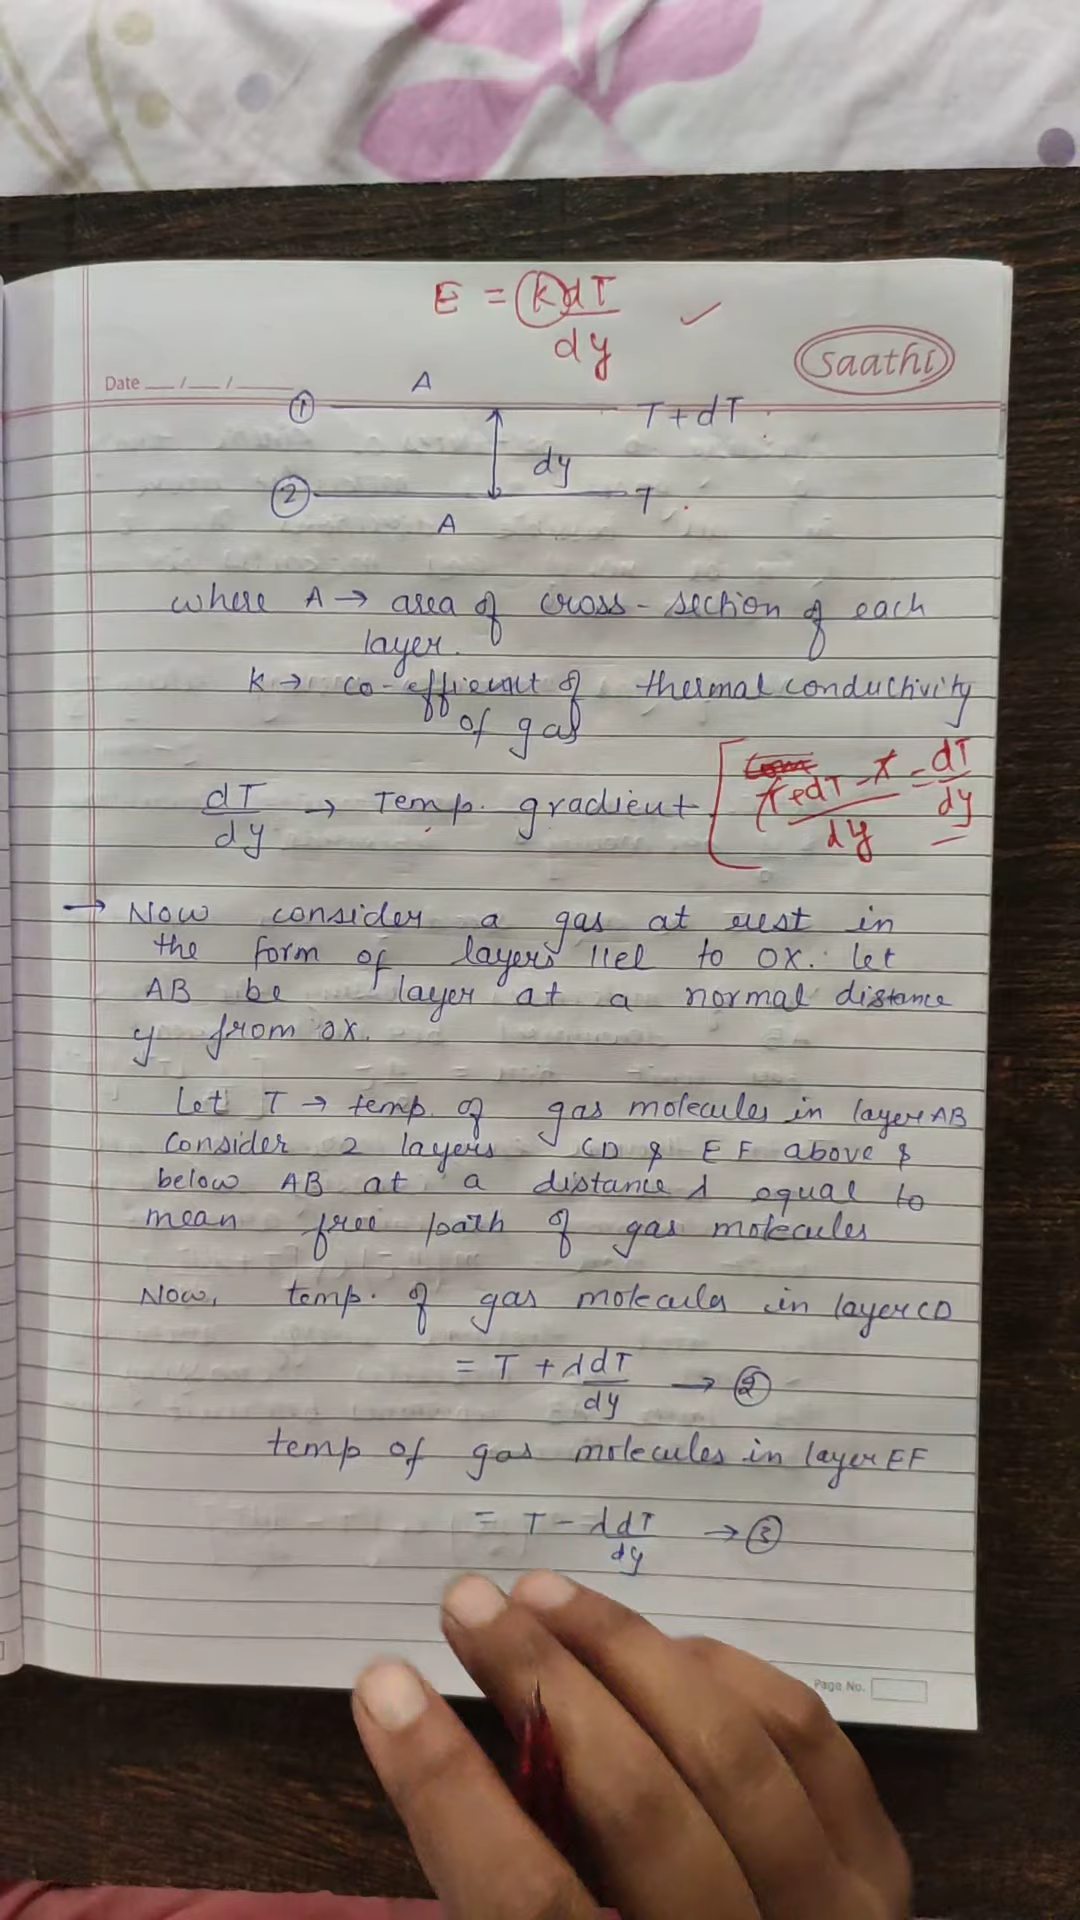 E = kdT
dy
saathi
Date __/__/____
A
① T+dT
dy
② T
A
where A → area of cross-section of each
layer.
K → co-efficient of thermal conductivity
of gas
dT/dy → Temp. gradient [T+dT-T/dy = dT/dy
→ Now consider a gas at rest in
the form of layers llel to OX. let
AB be layer at a normal distance
y from OX.
Let T → temp. of gas molecules in layer AB
Consider 2 layers CD & EF above &
below AB at a distance λ equal to
mean free path of gas molecules
Now, temp. of gas molecules in layer CD
= T + λdT/dy → ②
temp of gas molecules in layer EF
= T - λdT/dy → ③
Page No.